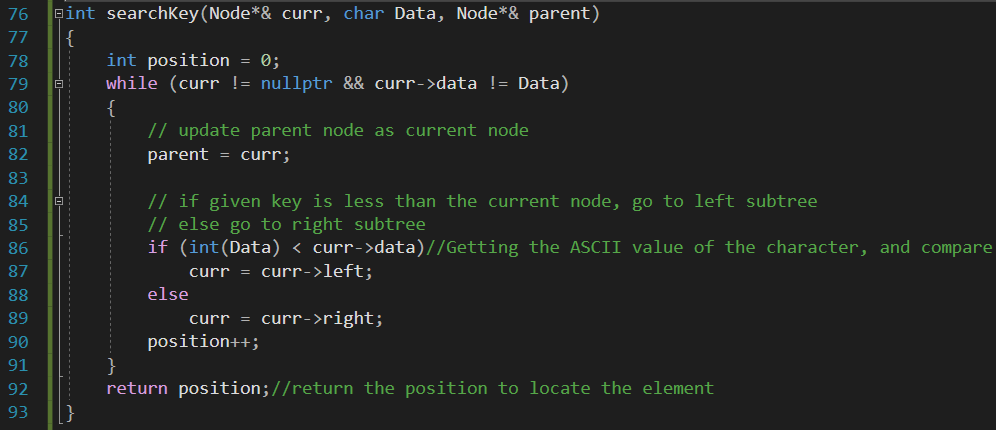 76 int searchKey(Node*& curr, char Data, Node*& parent)
77 {
78     int position = 0;
79     while (curr != nullptr && curr->data != Data)
80     {
81         // update parent node as current node
82         parent = curr;
83
84         // if given key is less than the current node, go to left subtree
85         // else go to right subtree
86         if (int(Data) < curr->data)//Getting the ASCII value of the character, and compare
87             curr = curr->left;
88         else
89             curr = curr->right;
90         position++;
91     }
92     return position;//return the position to locate the element
93 }